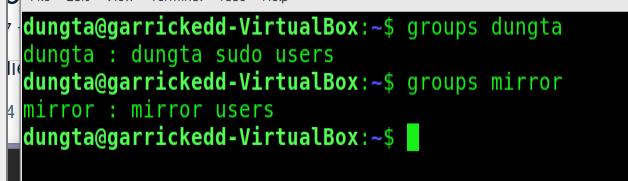 dungta@garrickedd-VirtualBox:~$ groups dungta
dungta : dungta sudo users
dungta@garrickedd-VirtualBox:~$ groups mirror
mirror : mirror users
dungta@garrickedd-VirtualBox:~$